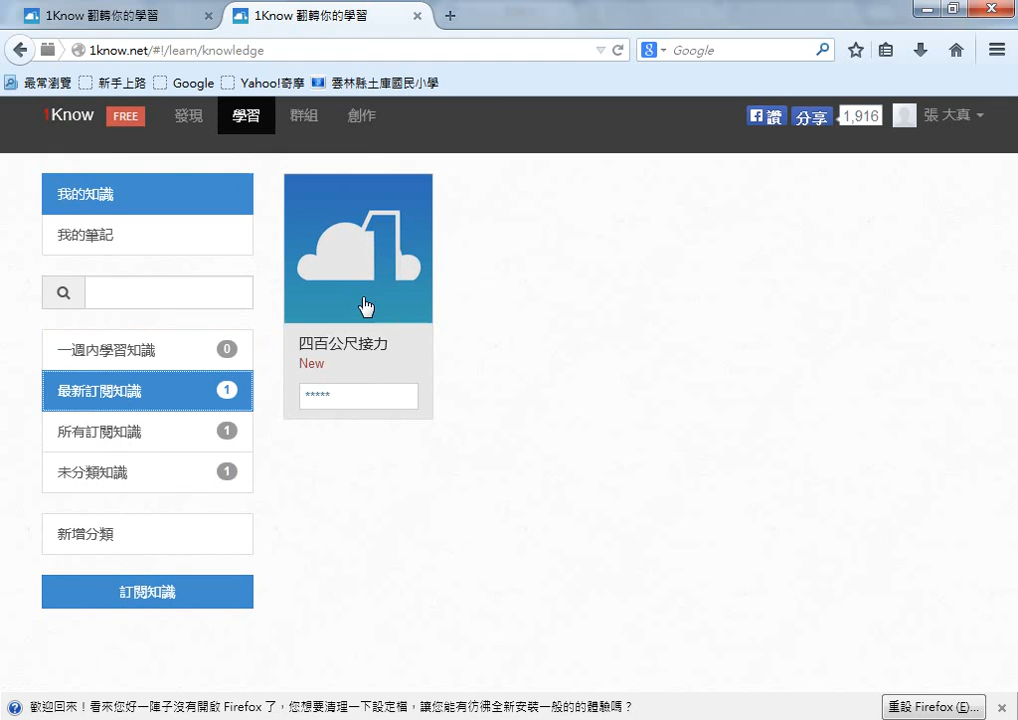 1Know 翻轉你的學習
1Know 翻轉你的學習
1know.net/#!/learn/knowledge
Google
最常瀏覽 新手上路 Google Yahoo!奇摩 雲林縣土庫國民小學
1Know FREE 發現 學習 群組 創作 讚 分享 1,916 張 大真
我的知識
我的筆記
一週內學習知識 0
最新訂閱知識 1
所有訂閱知識 1
未分類知識 1
新增分類
訂閱知識
四百公尺接力
New
*****
歡迎回來！看來您好一陣子沒有開啟 Firefox 了，您想要清理一下設定檔，讓您能有彷彿全新安裝一般的的體驗嗎？ 重設 Firefox (E)...